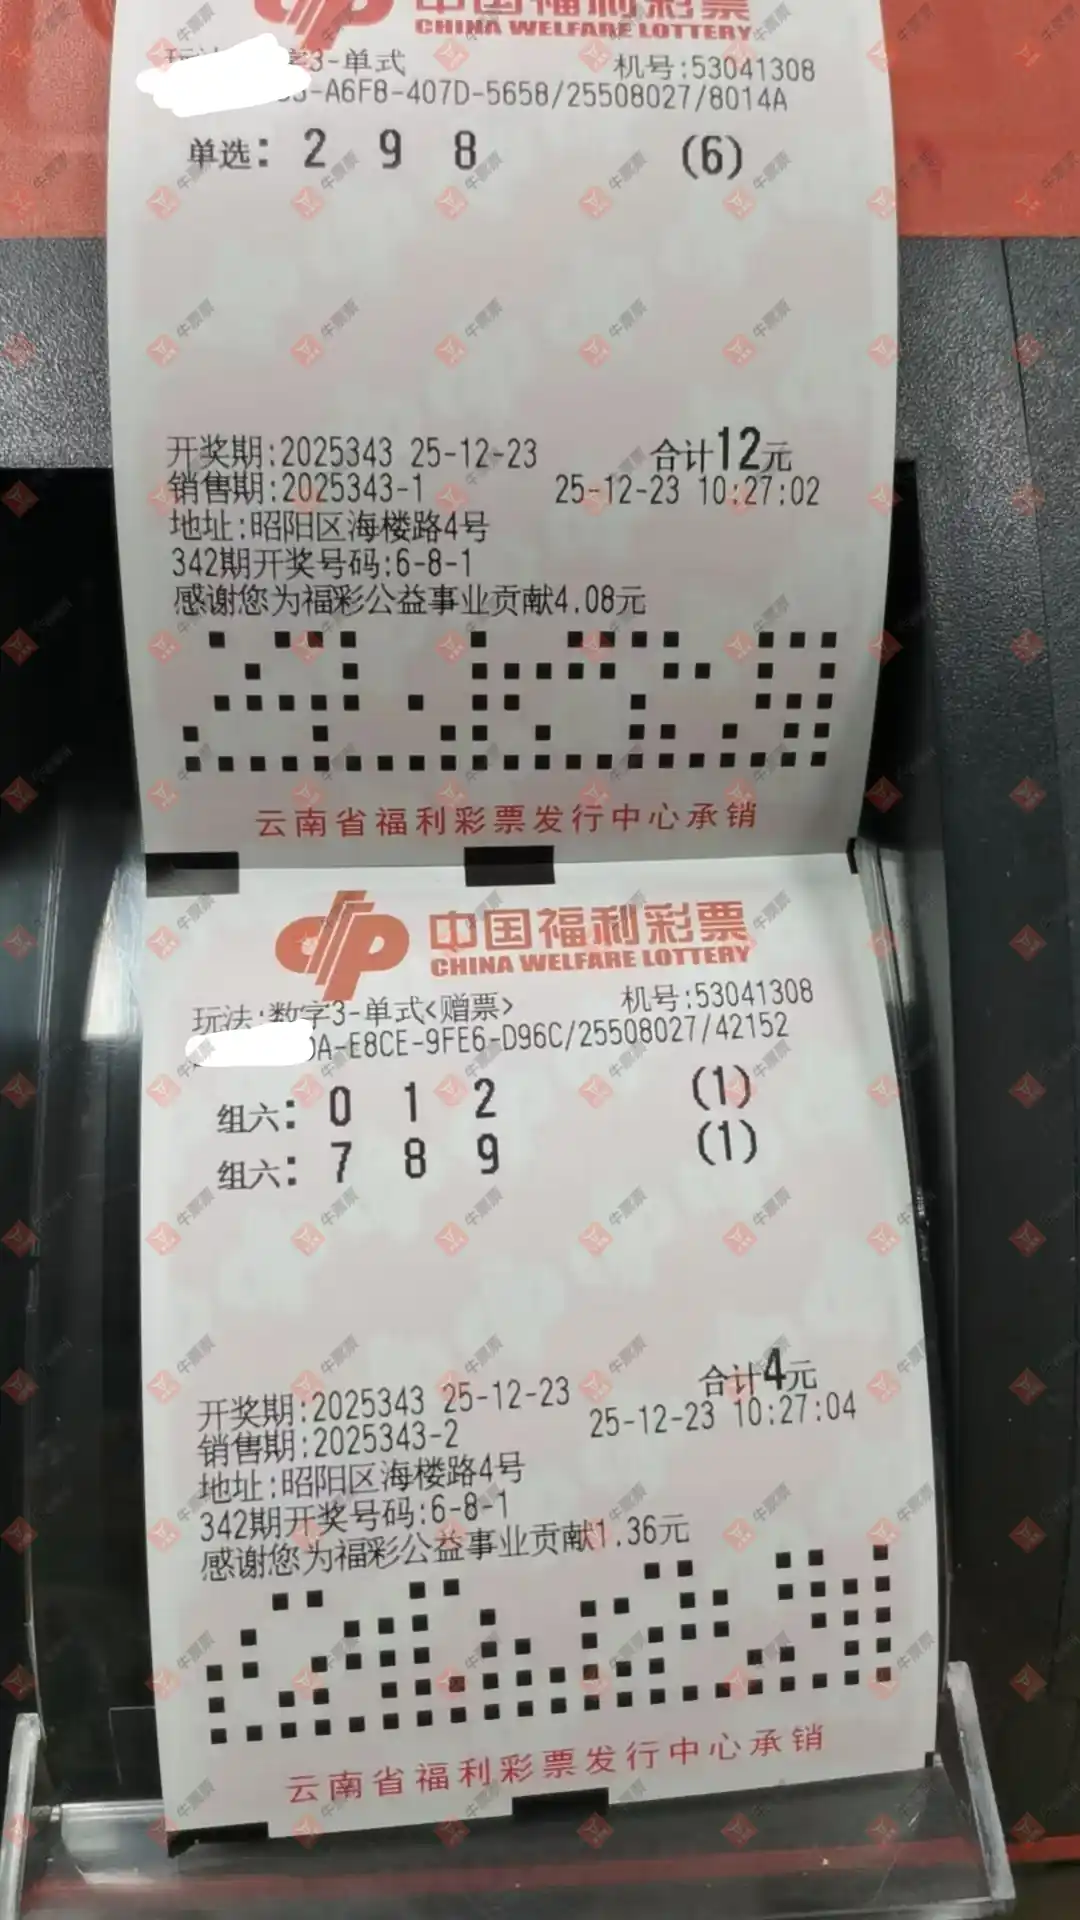 中国福利彩票
CHINA WELFARE LOTTERY
玩法 字3-单式 机号:53041308
-A6F8-407D-5658/25508027/8014A
单选: 2 9 8 (6)
开奖期:2025343 25-12-23 合计12元
销售期:2025343-1 25-12-23 10:27:02
地址:昭阳区海楼路4号
342期开奖号码:6-8-1
感谢您为福彩公益事业贡献4.08元
云南省福利彩票发行中心承销
中国福利彩票
CHINA WELFARE LOTTERY
玩法:数字3-单式<赠票> 机号:53041308
A-E8CE-9FE6-D96C/25508027/42152
组六: 0 1 2 (1)
组六: 7 8 9 (1)
开奖期:2025343 25-12-23 合计4元
销售期:2025343-2 25-12-23 10:27:04
地址:昭阳区海楼路4号
342期开奖号码:6-8-1
感谢您为福彩公益事业贡献1.36元
云南省福利彩票发行中心承销
牛票票